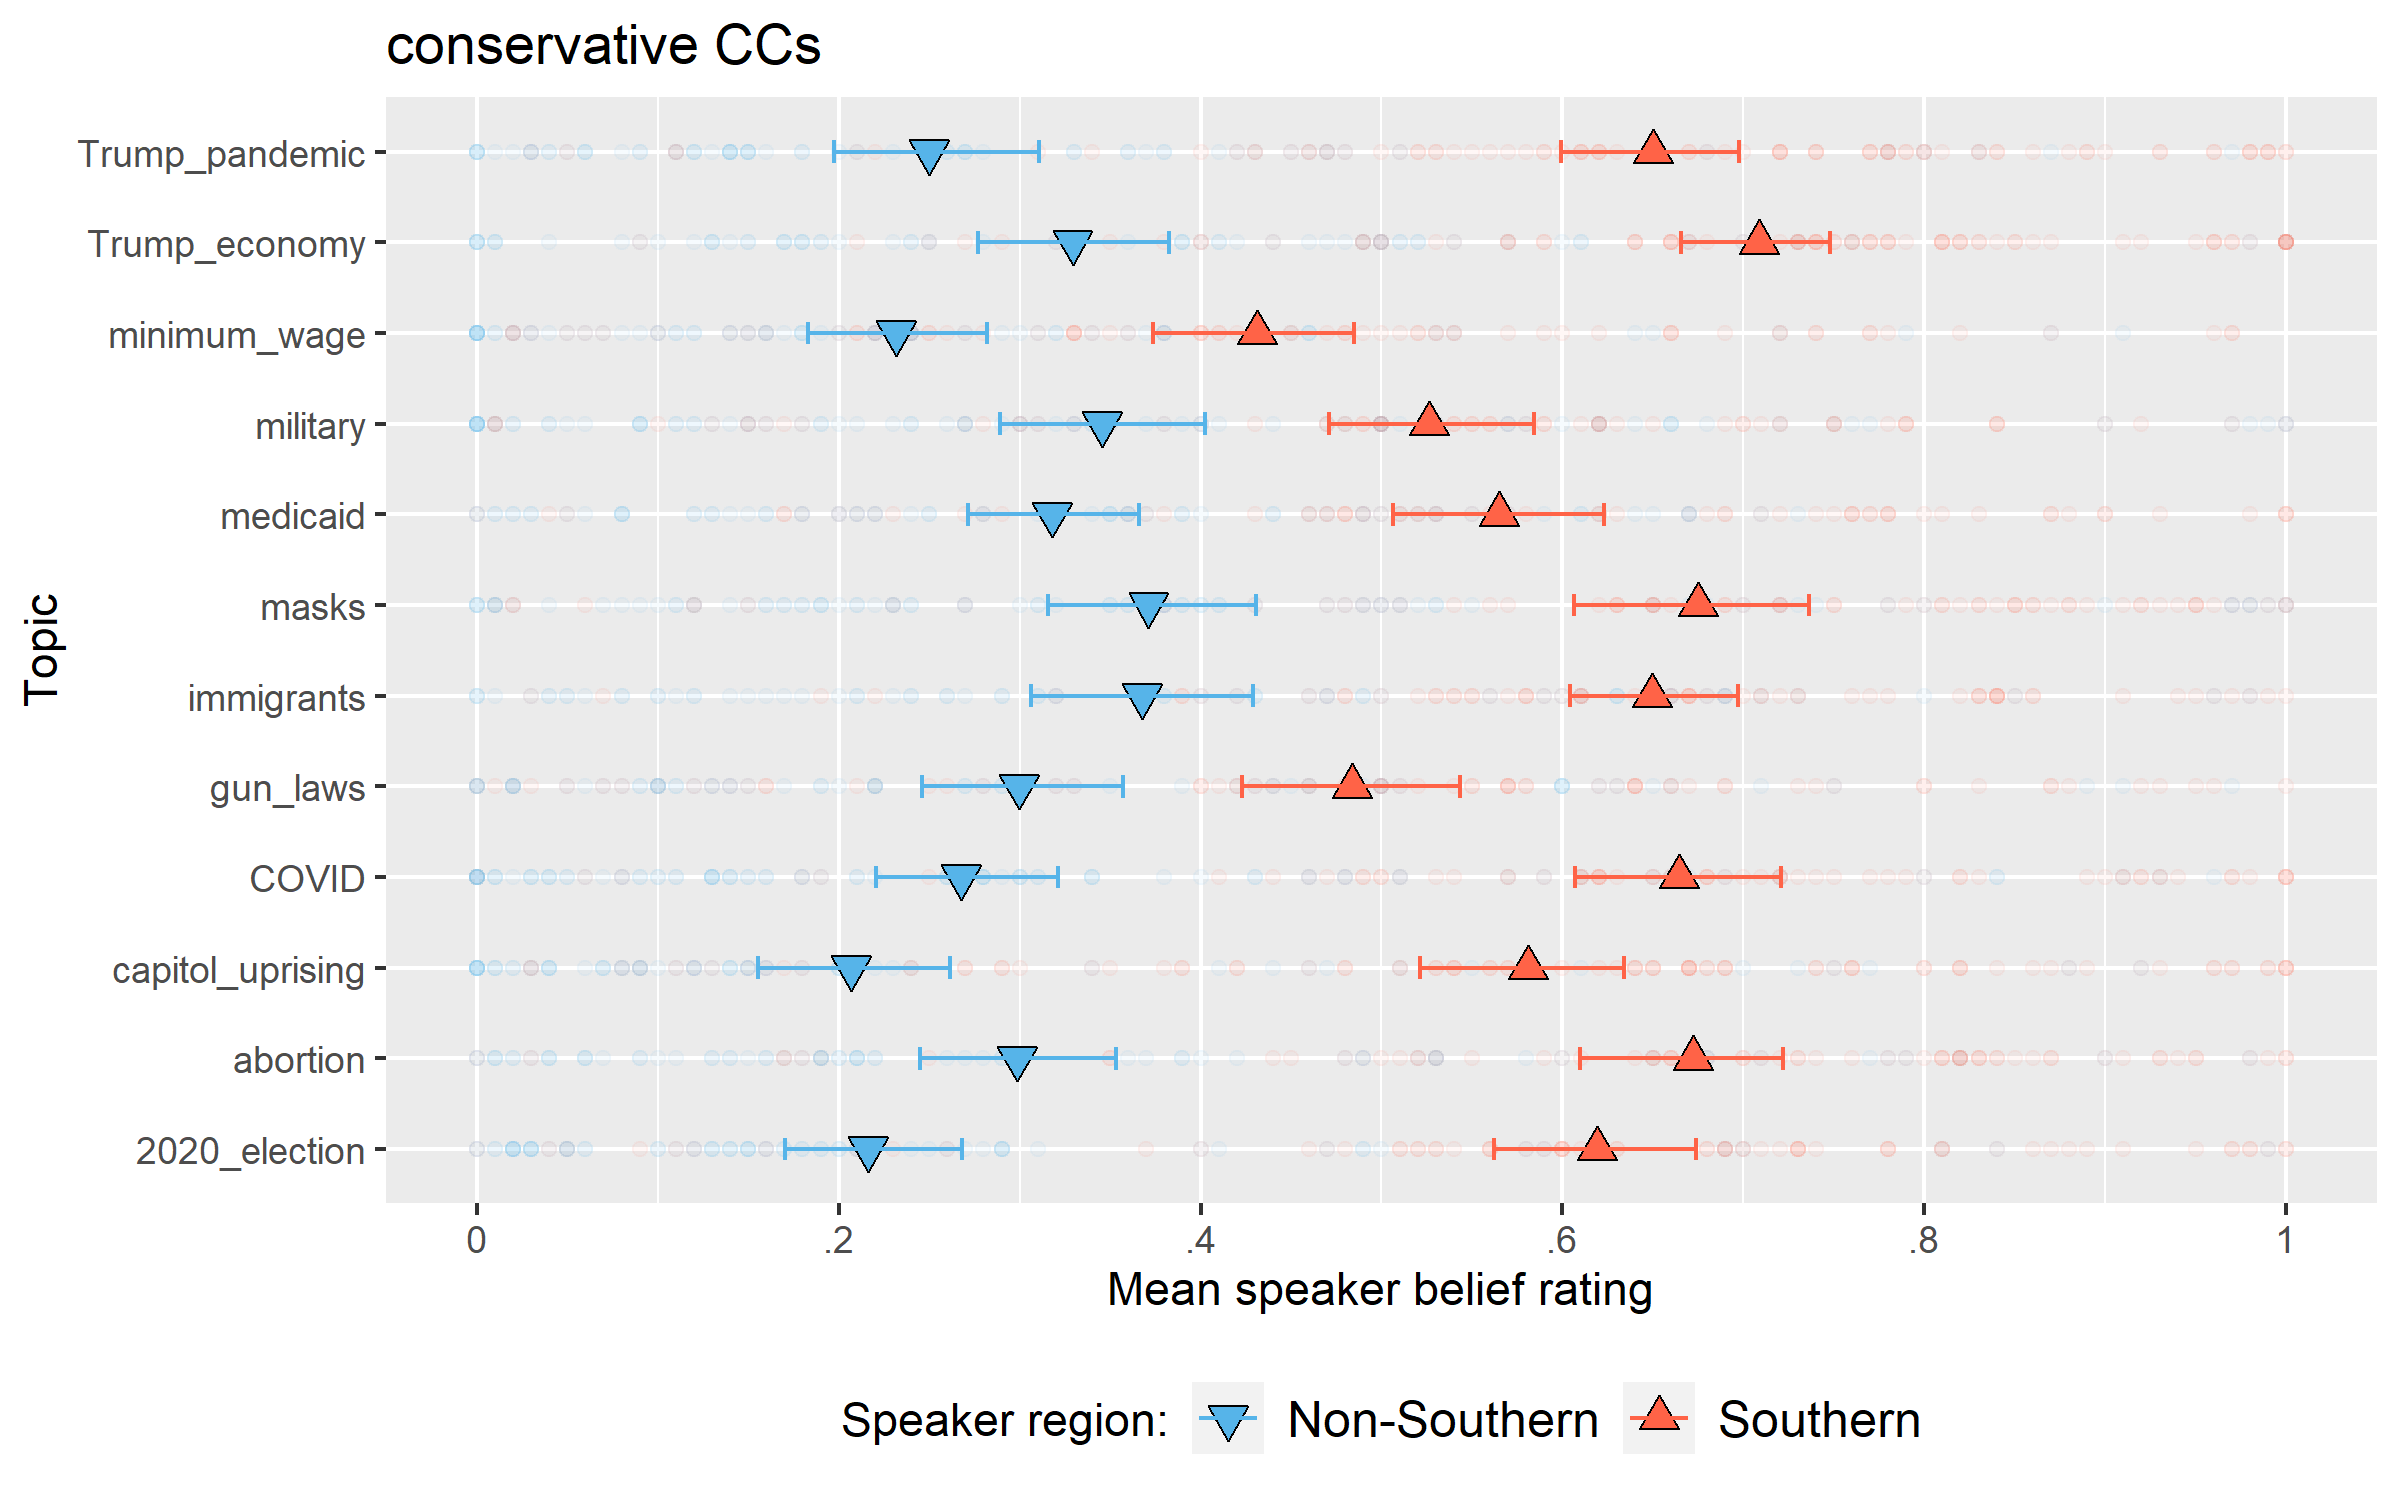 conservative CCs
Trump_pandemic
Trump_economy
minimum_wage
military
medicaid
masks
immigrants
gun_laws
COVID
capitol_uprising
abortion
2020_election
Topic
0 .2 .4 .6 .8 1
Mean speaker belief rating
Speaker region: Non-Southern Southern